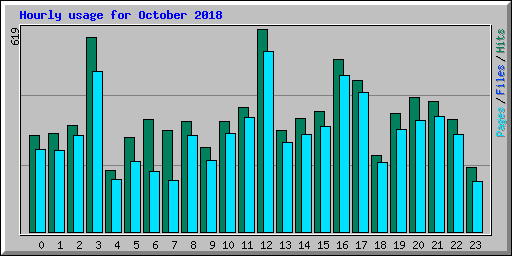 Hourly usage for October 2018
619
Pages / Files / Hits
0 1 2 3 4 5 6 7 8 9 10 11 12 13 14 15 16 17 18 19 20 21 22 23